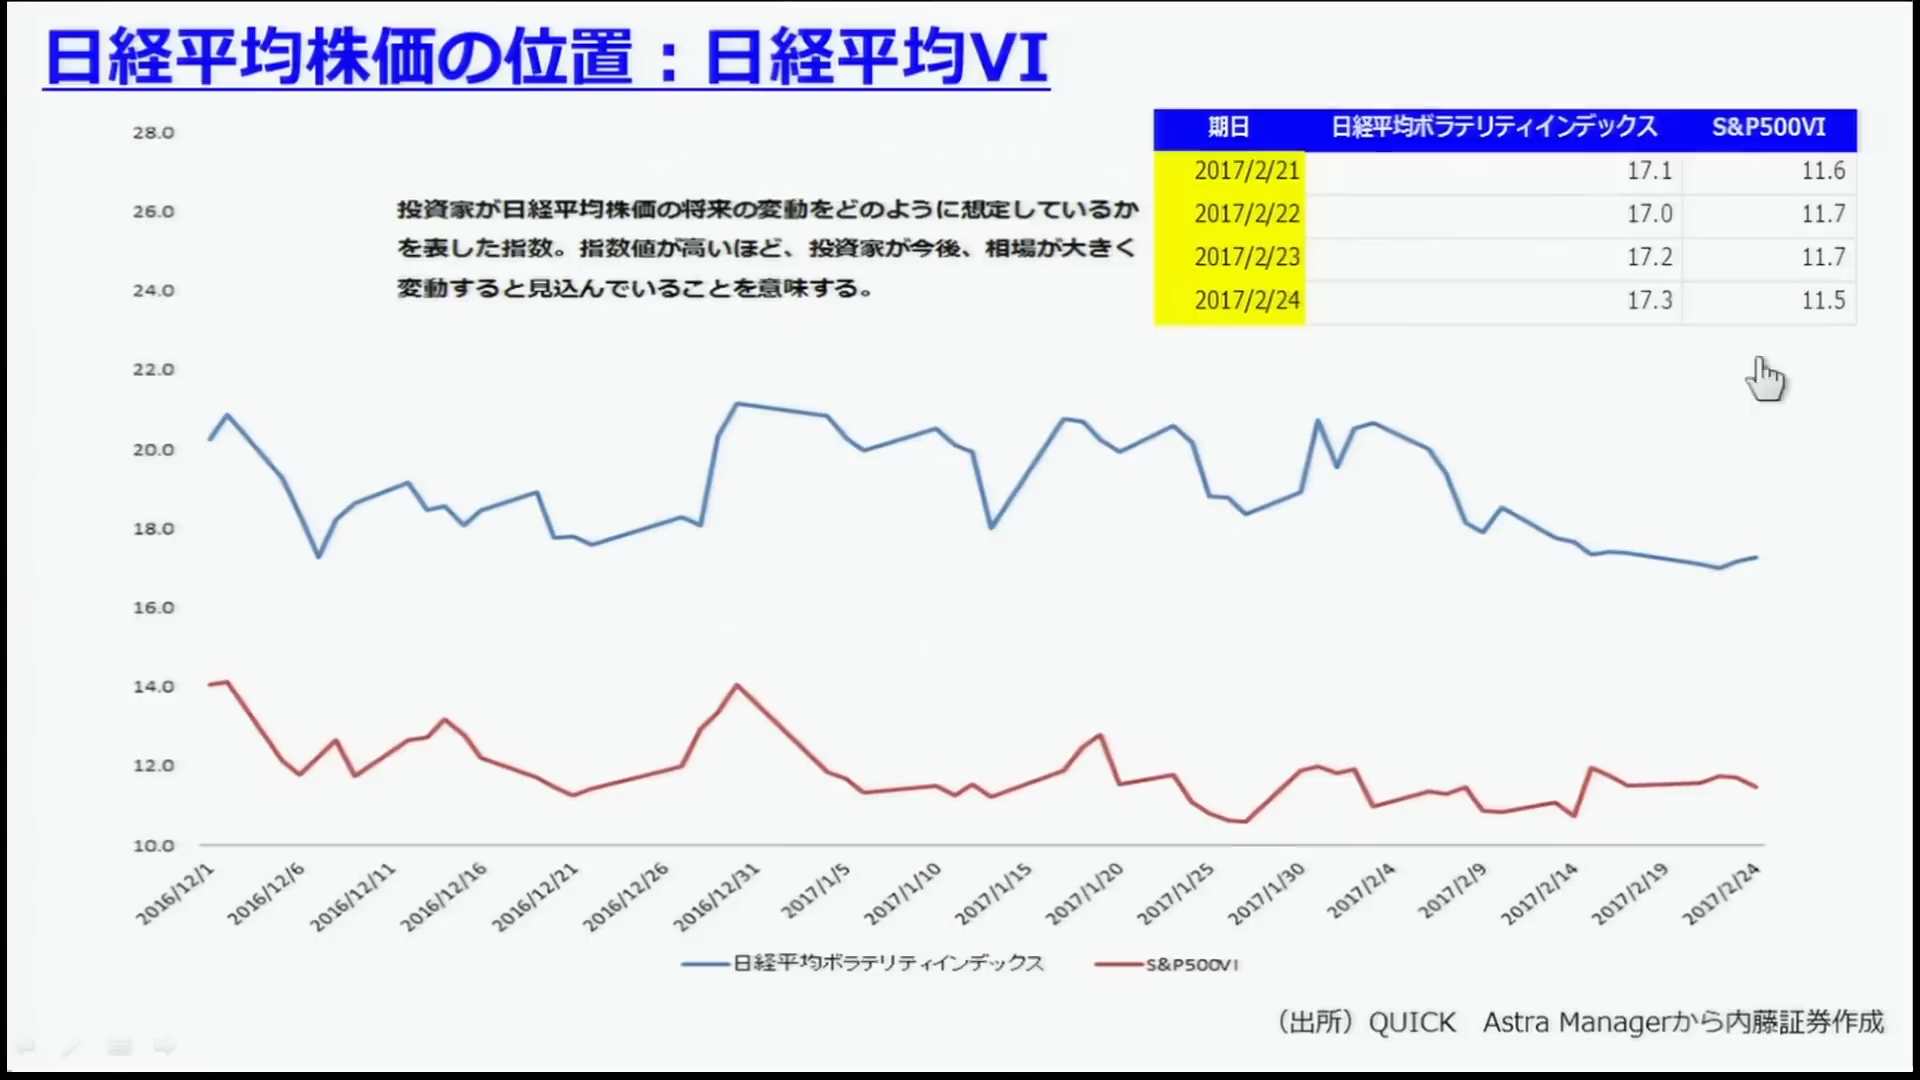 日経平均株価の位置：日経平均VI
期日 日経平均ボラテリティインデックス S&P500VI
2017/2/21 17.1 11.6
2017/2/22 17.0 11.7
2017/2/23 17.2 11.7
2017/2/24 17.3 11.5
投資家が日経平均株価の将来の変動をどのように想定しているか
を表した指数。指数値が高いほど、投資家が今後、相場が大きく
変動すると見込んでいることを意味する。
28.0
26.0
24.0
22.0
20.0
18.0
16.0
14.0
12.0
10.0
2016/12/1 2016/12/6 2016/12/11 2016/12/16 2016/12/21 2016/12/26 2016/12/31 2017/1/5 2017/1/10 2017/1/15 2017/1/20 2017/1/25 2017/1/30 2017/2/4 2017/2/9 2017/2/14 2017/2/19 2017/2/24
日経平均ボラテリティインデックス S&P500VI
（出所）QUICK　Astra Managerから内藤証券作成